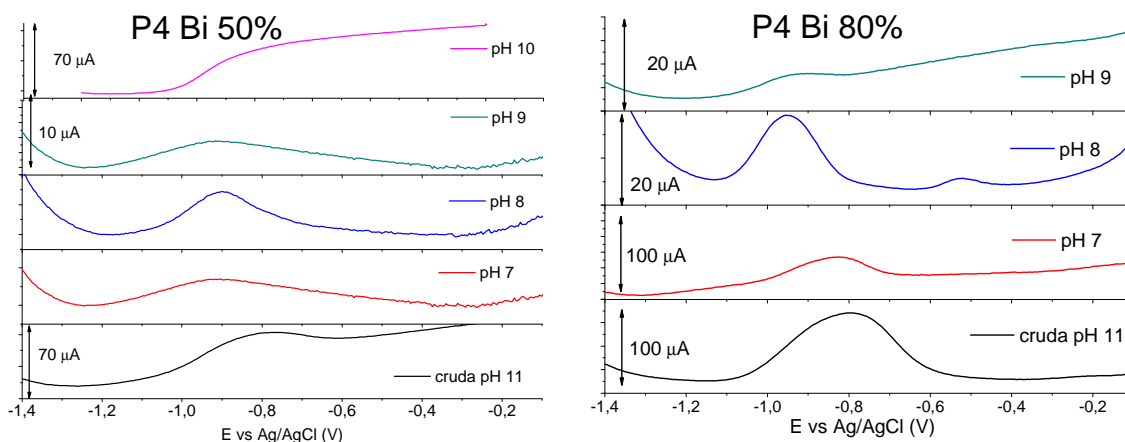 P4 Bi 50%
70 μA
pH 10
10 μA
pH 9
pH 8
pH 7
70 μA
cruda pH 11
-1,4 -1,2 -1,0 -0,8 -0,6 -0,4 -0,2
E vs Ag/AgCl (V)
P4 Bi 80%
20 μA
pH 9
20 μA
pH 8
100 μA
pH 7
100 μA
cruda pH 11
-1,4 -1,2 -1,0 -0,8 -0,6 -0,4 -0,2
E vs Ag/AgCl (V)